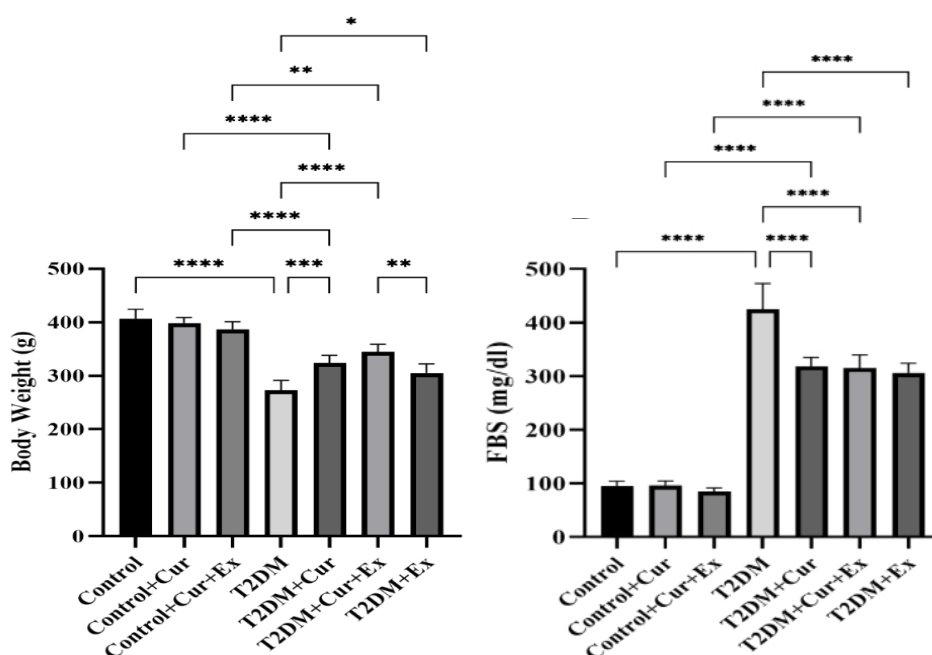 *
**
****
****
****
**** *** **
500
400
300
200
100
0
Body Weight (g)
Control
Control+Cur
Control+Cur+Ex
T2DM
T2DM+Cur
T2DM+Cur+Ex
T2DM+Ex
****
****
****
****
**** ****
500
400
300
200
100
0
FBS (mg/dl)
Control
Control+Cur
Control+Cur+Ex
T2DM
T2DM+Cur
T2DM+Cur+Ex
T2DM+Ex